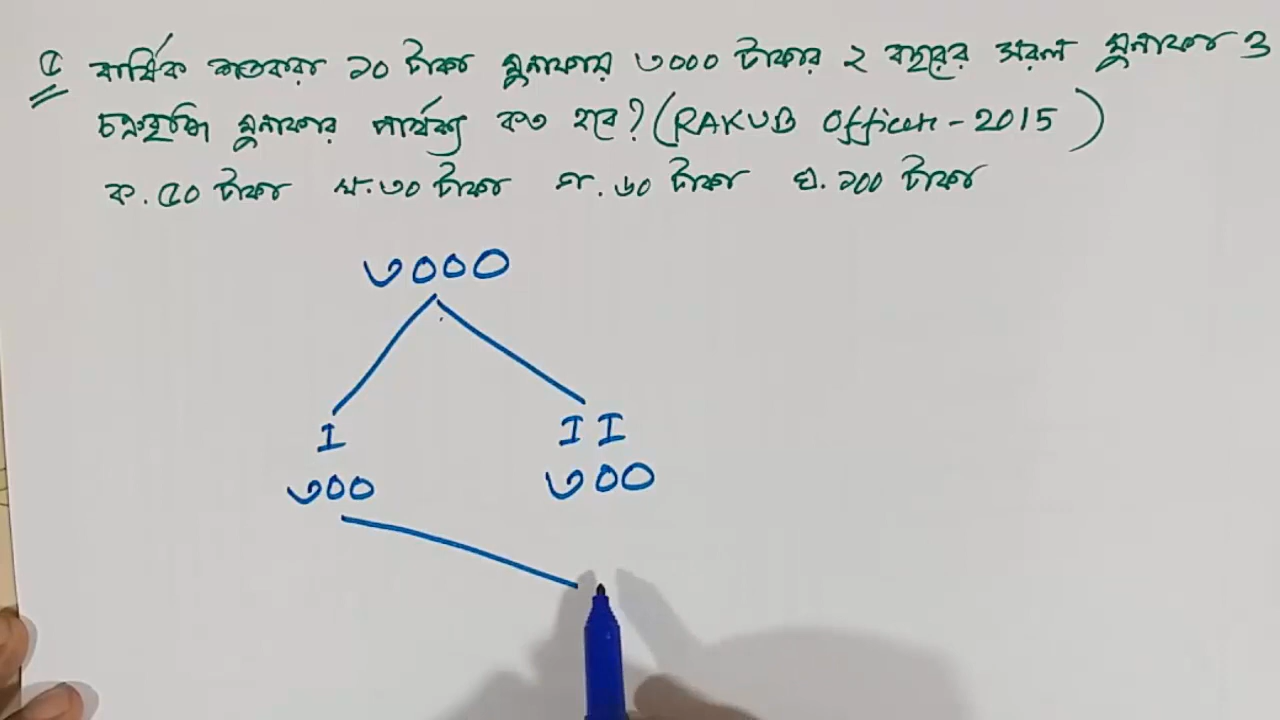 ৫ বার্ষিক শতকরা ১০ টাকা মুনাফায় ৩০০০ টাকার ২ বছরের সরল মুনাফা ও
চক্রবৃদ্ধি মুনাফার পার্থক্য কত হবে? (RAKUB Officer-2015)
ক. ৫০ টাকা খ. ৩০ টাকা গ. ৬০ টাকা ঘ. ১০০ টাকা
৩০০০
I II
৩০০ ৩০০